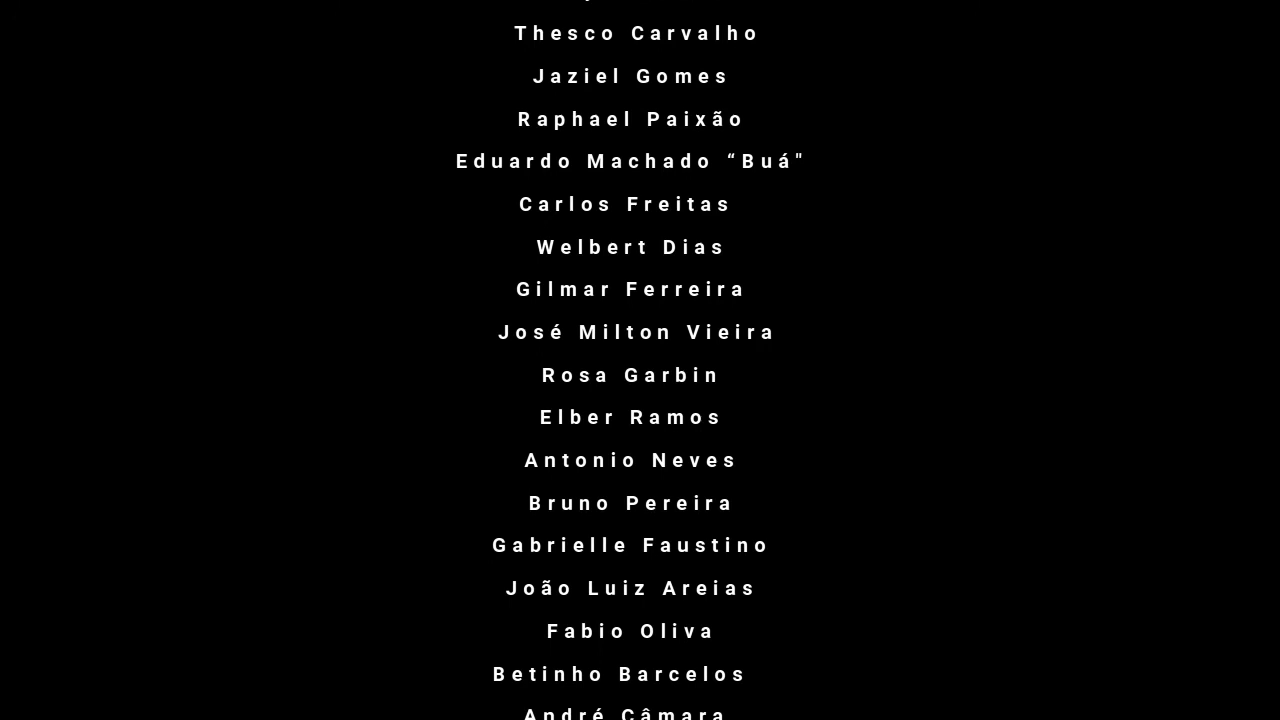 Thesco Carvalho
Jaziel Gomes
Raphael Paixão
Eduardo Machado “Buá"
Carlos Freitas
Welbert Dias
Gilmar Ferreira
José Milton Vieira
Rosa Garbin
Elber Ramos
Antonio Neves
Bruno Pereira
Gabrielle Faustino
João Luiz Areias
Fabio Oliva
Betinho Barcelos
André Câmara